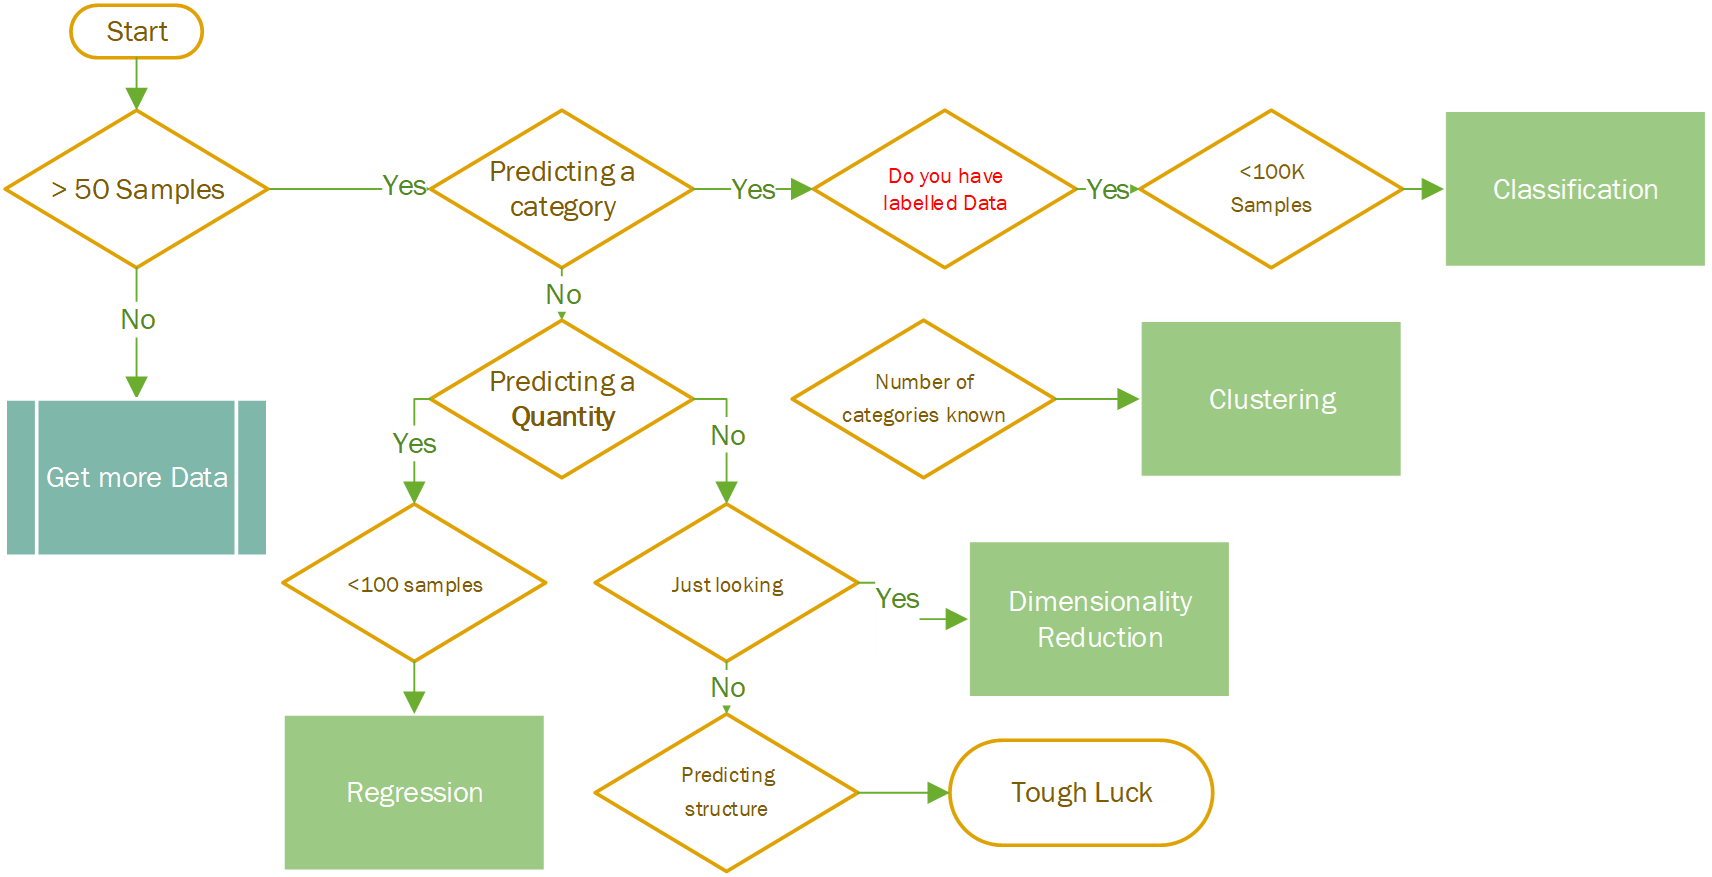 Start
> 50 Samples
Yes
Predicting a
category
Yes
Do you have
labelled Data
Yes
<100K
Samples
Classification
No
No
Predicting a
Quantity
Number of
categories known
Clustering
Yes
No
Get more Data
<100 samples
Just looking
Yes
Dimensionality
Reduction
No
Regression
Predicting
structure
Tough Luck